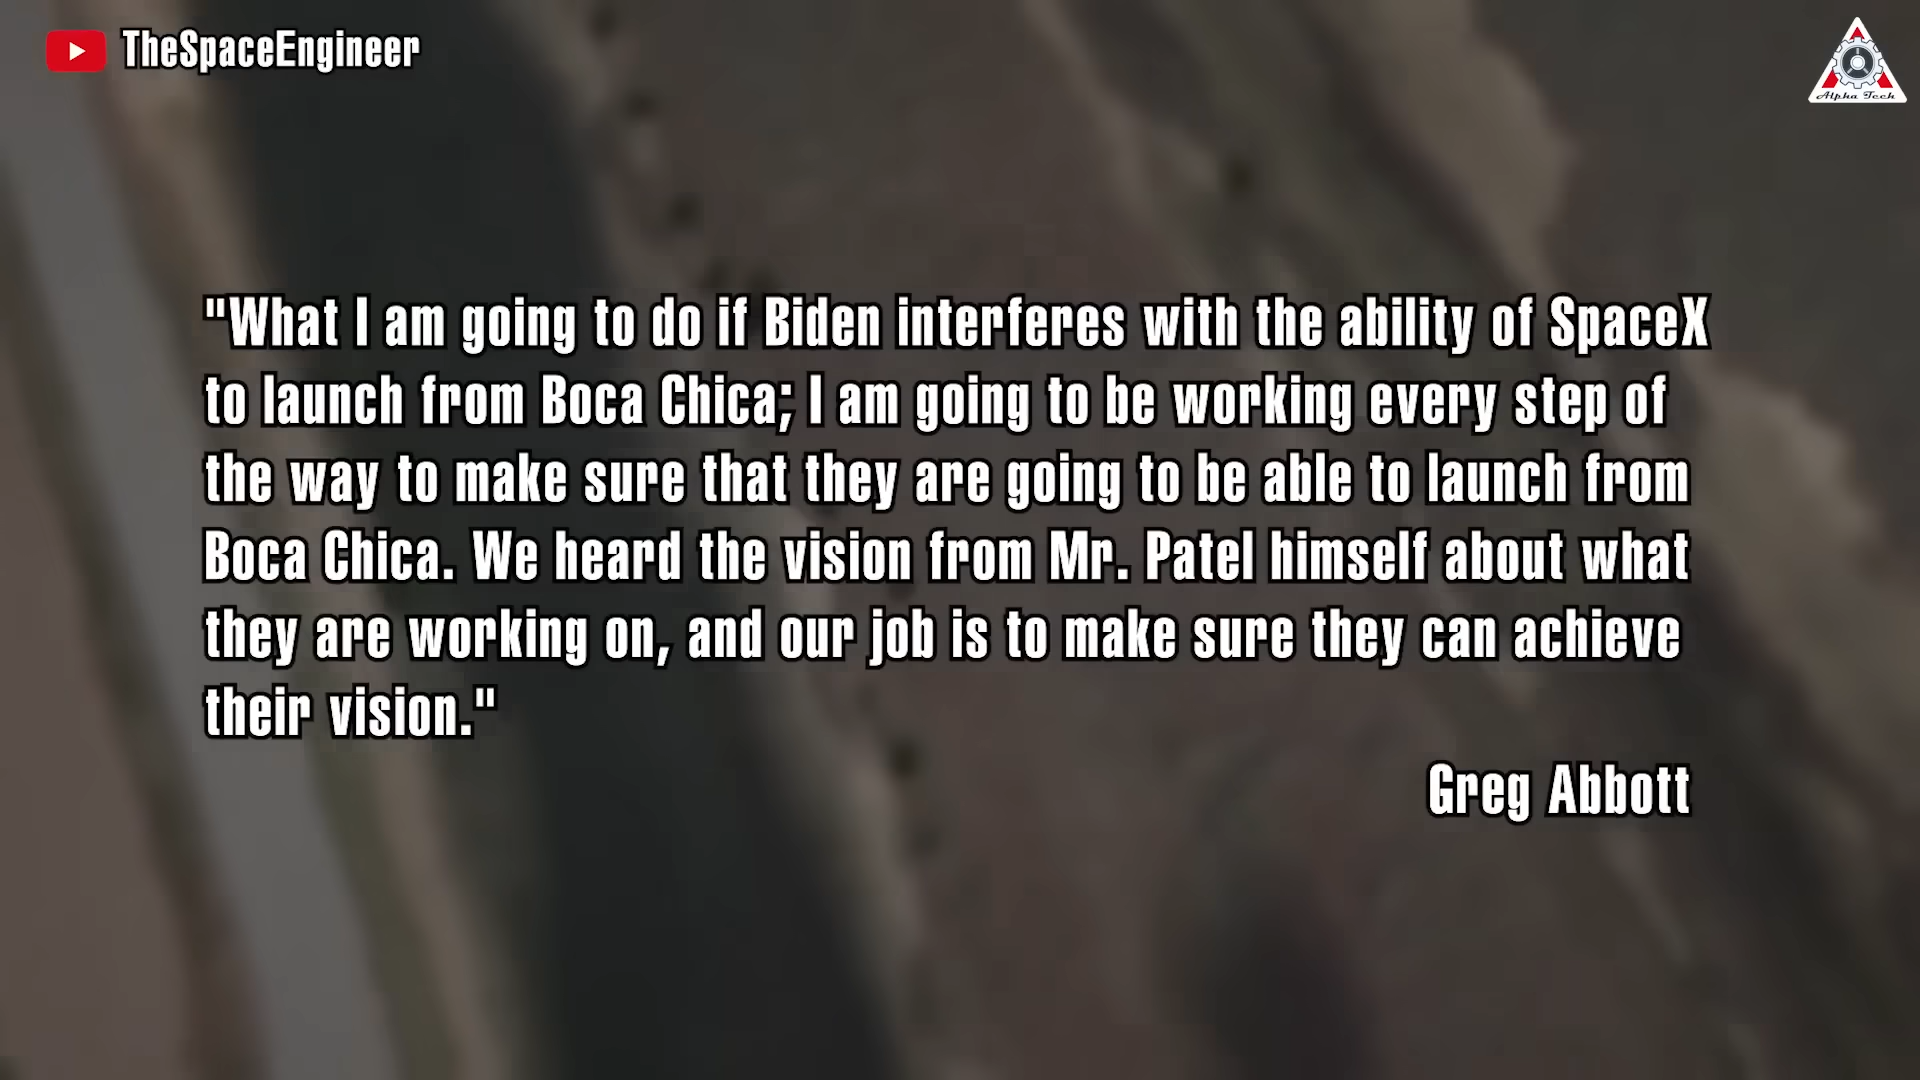 TheSpaceEngineer
Alpha Tech
"What I am going to do if Biden interferes with the ability of SpaceX
to launch from Boca Chica; I am going to be working every step of
the way to make sure that they are going to be able to launch from
Boca Chica. We heard the vision from Mr. Patel himself about what
they are working on, and our job is to make sure they can achieve
their vision."
Greg Abbott